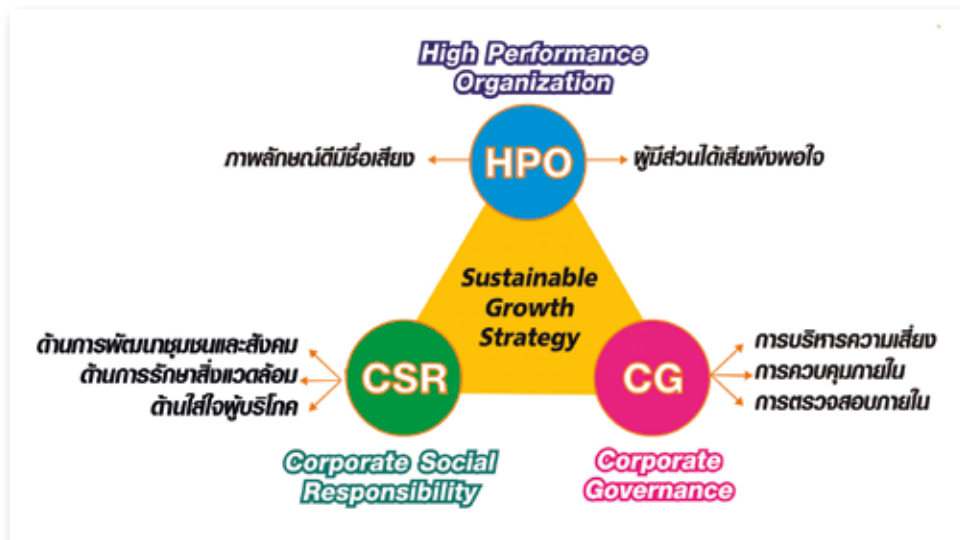 High Performance
Organization
ภาพลักษณ์ดีมีชื่อเสียง
HPO
ผู้มีส่วนได้เสียพึงพอใจ
Sustainable
Growth
Strategy
ด้านการพัฒนาชุมชนและสังคม
ด้านการรักษาสิ่งแวดล้อม
ด้านใส่ใจผู้บริโภค
CSR
CG
การบริหารความเสี่ยง
การควบคุมภายใน
การตรวจสอบภายใน
Corporate Social
Responsibility
Corporate
Governance